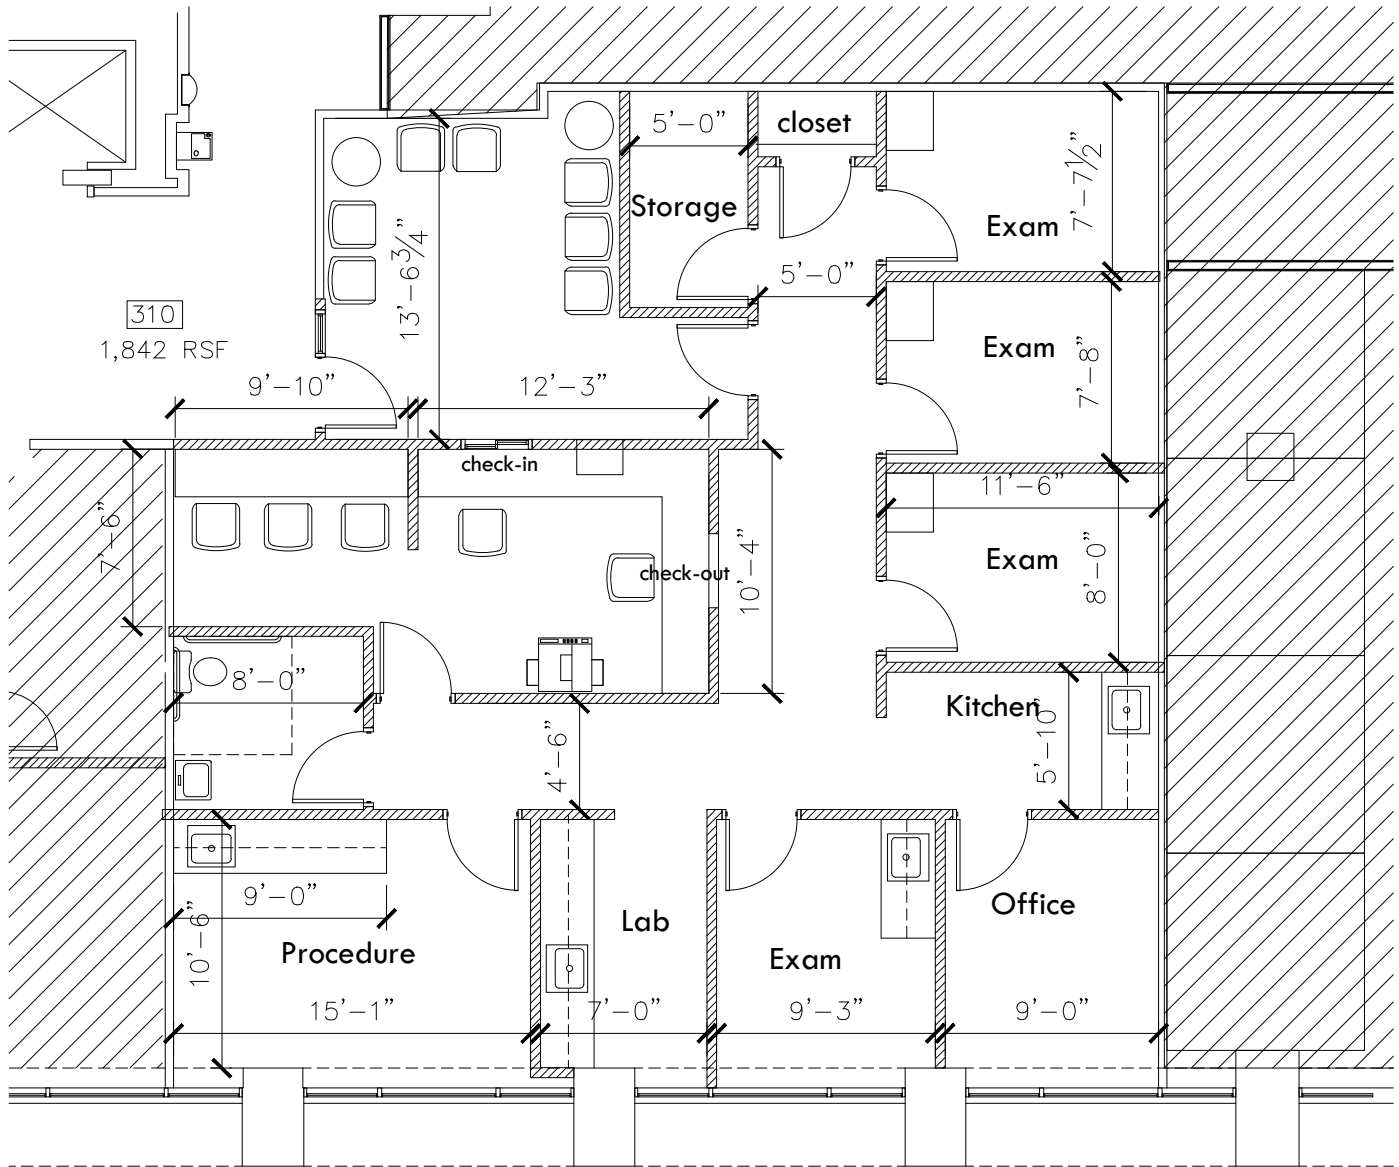 5'-0"
closet
7'-7½"
Storage
Exam
13'-6¾"
5'-0"
310
1,842 RSF
Exam
7'-8"
9'-10"
12'-3"
check-in
11'-6"
7'-6"
10'-4"
check-out
Exam
8'-0"
8'-0"
Kitchen
5'-10"
4'-6"
9'-0"
10'-6"
Procedure
Lab
Exam
Office
15'-1"
7'-0"
9'-3"
9'-0"